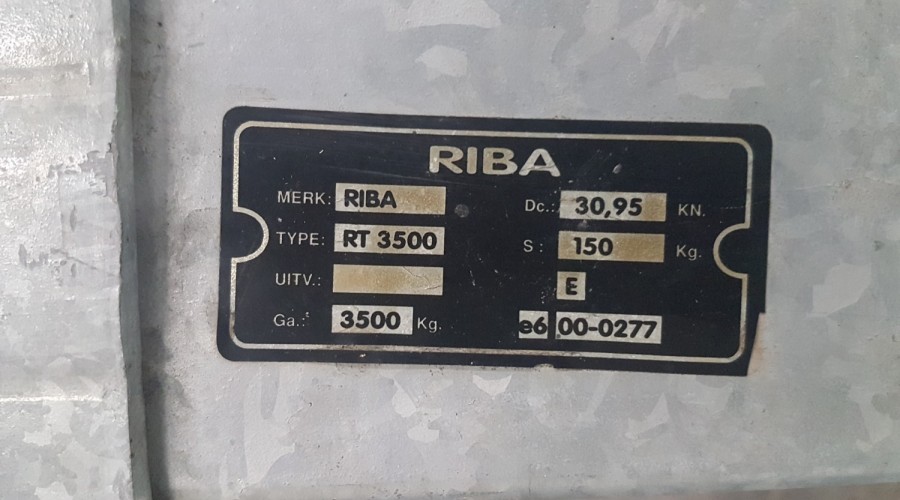 RIBA
MERK: RIBA
TYPE: RT 3500
UITV.:
Ga.: 3500 Kg.
Dc.: 30,95 KN.
S : 150 Kg.
E
e6 00-0277